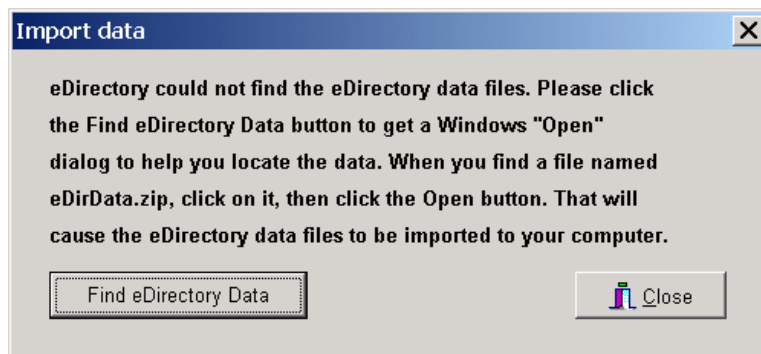 Import data
eDirectory could not find the eDirectory data files. Please click
the Find eDirectory Data button to get a Windows "Open"
dialog to help you locate the data. When you find a file named
eDirData.zip, click on it, then click the Open button. That will
cause the eDirectory data files to be imported to your computer.
Find eDirectory Data
Close